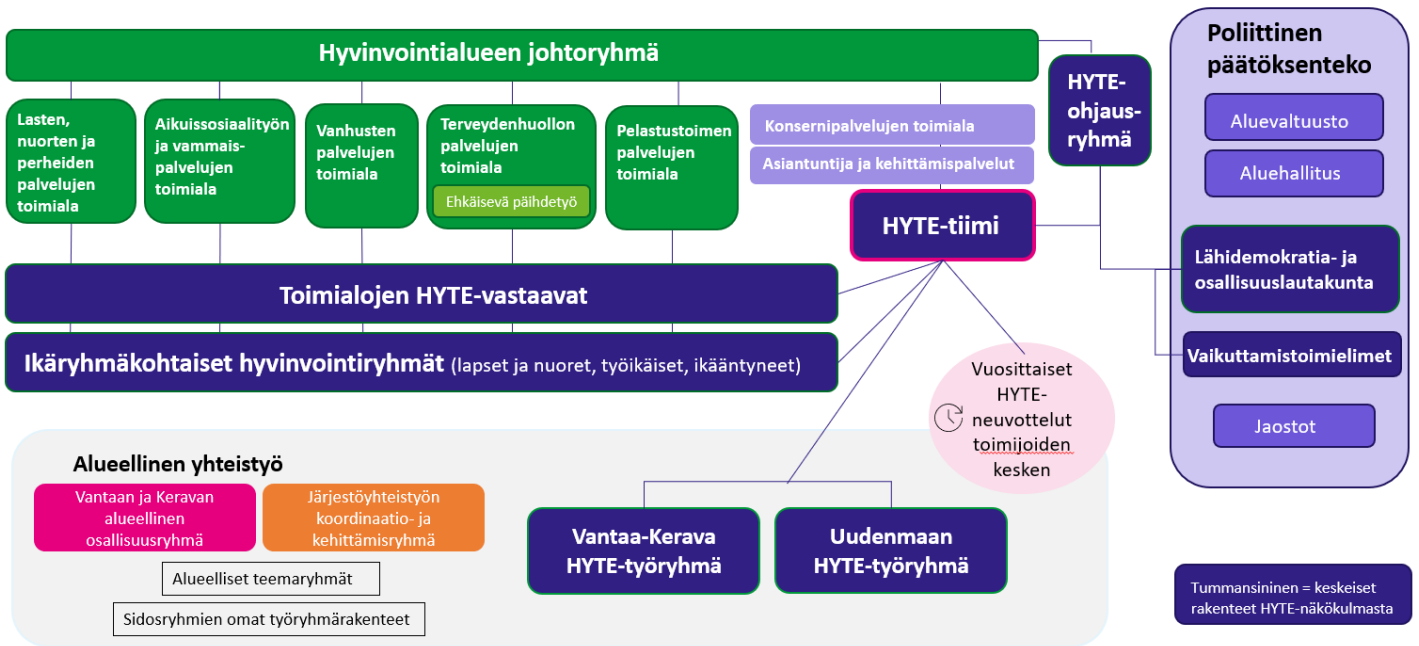 Hyvinvointialueen johtoryhmä
Lasten,
nuorten ja
perheiden
palvelujen
toimiala
Aikuissosiaalityön
ja vammais-
palvelujen
toimiala
Vanhusten
palvelujen
toimiala
Terveydenhuollon
palvelujen
toimiala
Ehkäisevä päihdetyö
Pelastustoimen
palvelujen
toimiala
Konsernipalvelujen toimiala
Asiantuntija ja kehittämispalvelut
HYTE-tiimi
HYTE-
ohjaus-
ryhmä
Poliittinen
päätöksenteko
Aluevaltuusto
Aluehallitus
Lähidemokratia- ja
osallisuuslautakunta
Vaikuttamistoimielimet
Jaostot
Toimialojen HYTE-vastaavat
Ikäryhmäkohtaiset hyvinvointiryhmät (lapset ja nuoret, työikäiset, ikääntyneet)
Vuosittaiset
HYTE-
neuvottelut
toimijoiden
kesken
Alueellinen yhteistyö
Vantaan ja Keravan
alueellinen
osallisuusryhmä
Järjestöyhteistyön
koordinaatio- ja
kehittämisryhmä
Alueelliset teemaryhmät
Sidosryhmien omat työryhmärakenteet
Vantaa-Kerava
HYTE-työryhmä
Uudenmaan
HYTE-työryhmä
Tummansininen = keskeiset
rakenteet HYTE-näkökulmasta